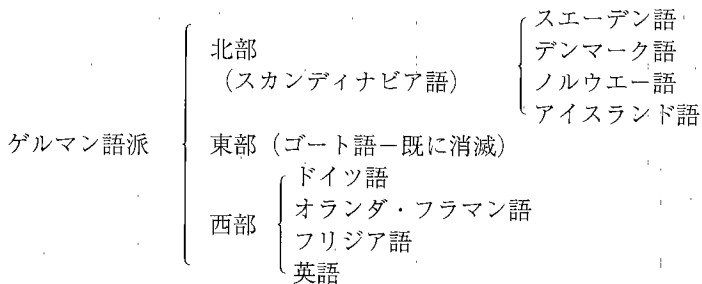 スエーデン語
北部
デンマーク語
(スカンディナビア語)
ノルウエー語
アイスランド語
ゲルマン語派
東部(ゴート語−既に消滅)
ドイツ語
オランダ・フラマン語
西部
フリジア語
英語